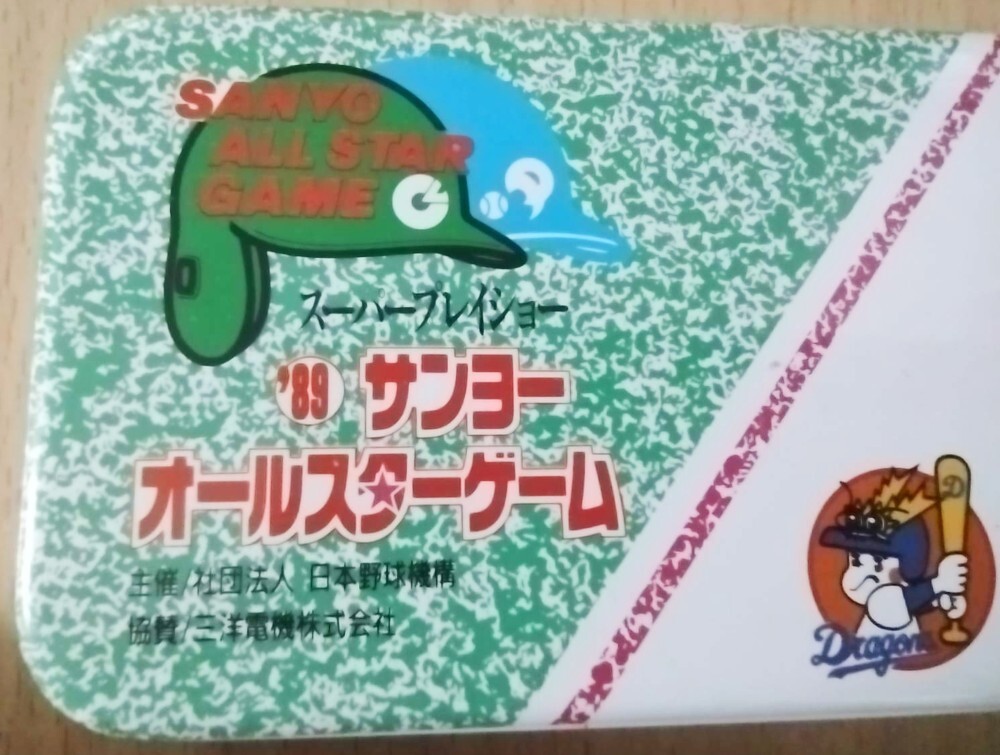 SANYO
ALL STAR
GAME
スーパープレイショー
'89 サンヨー
オールスターゲーム
主催/社団法人 日本野球機構
協賛/三洋電機株式会社
D
Dragons